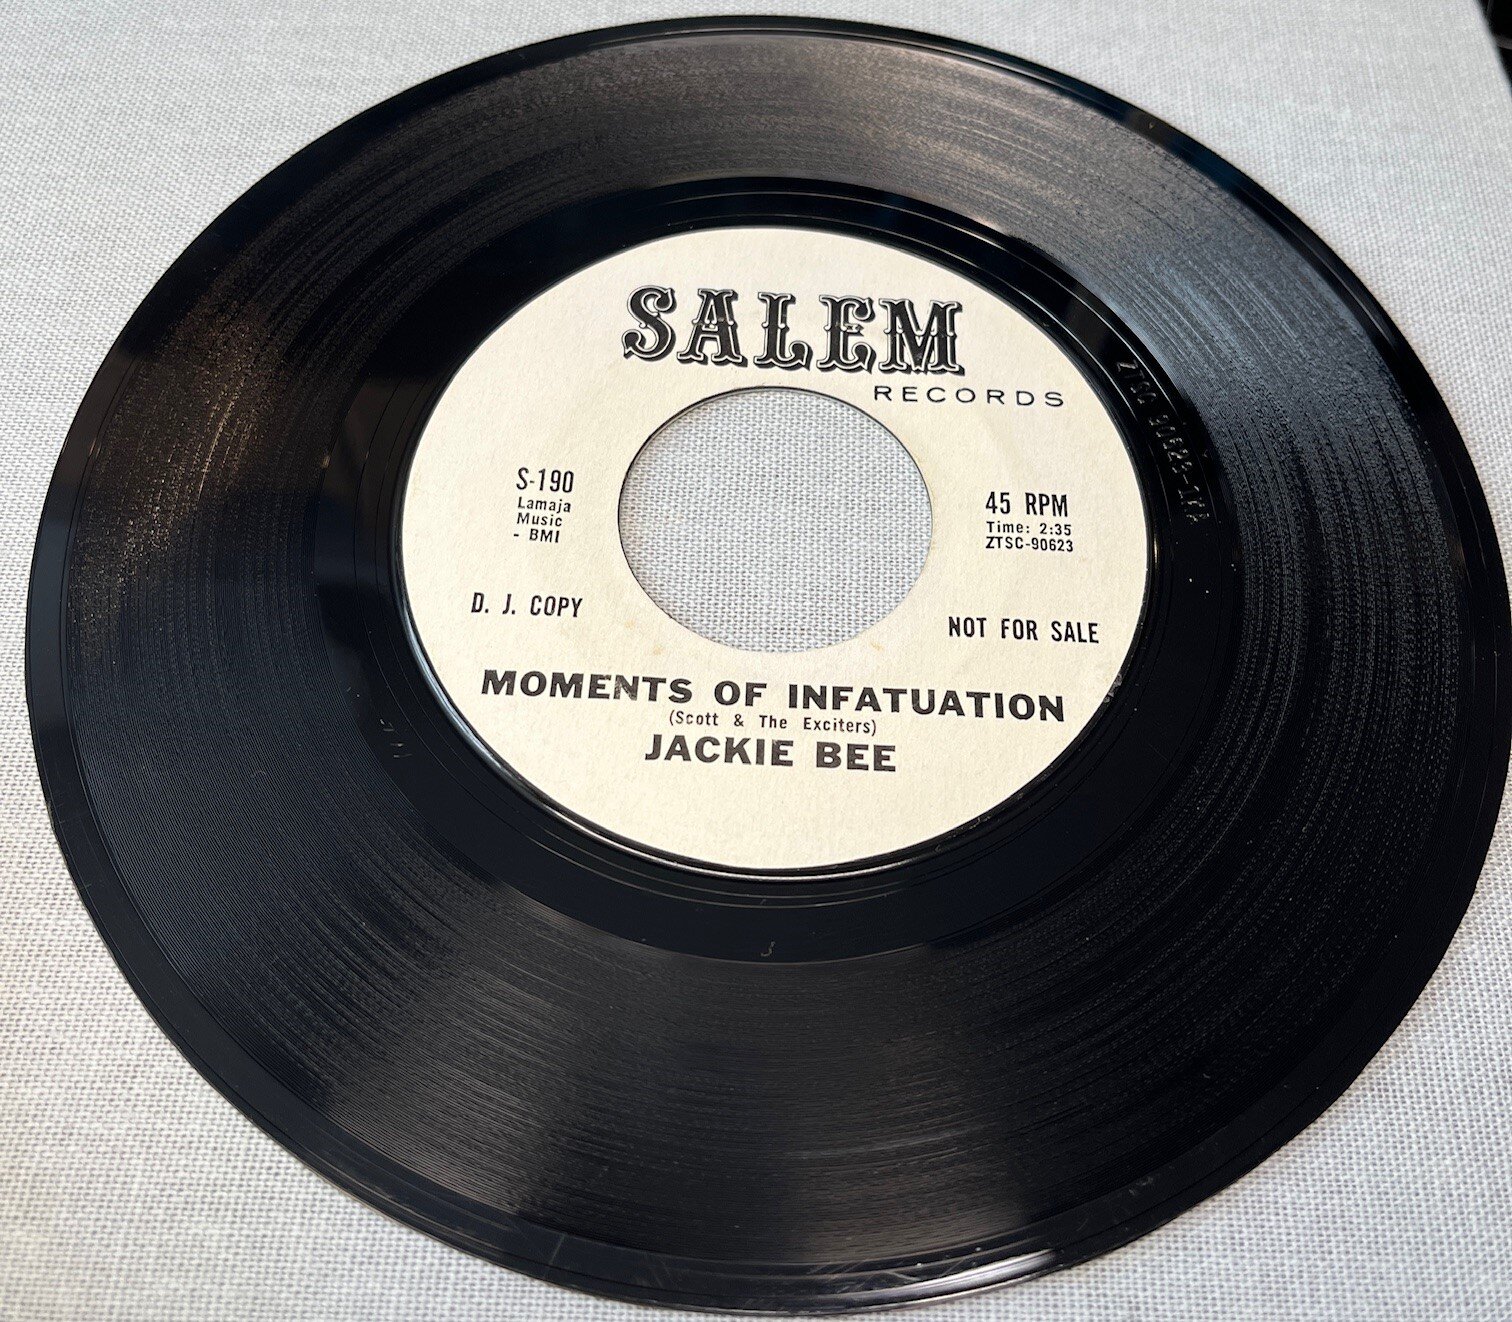 SALEM
RECORDS
S-190
Lamaja
Music
- BMI
45 RPM
Time: 2:35
ZTSC-90623
D. J. COPY
NOT FOR SALE
MOMENTS OF INFATUATION
(Scott & The Exciters)
JACKIE BEE